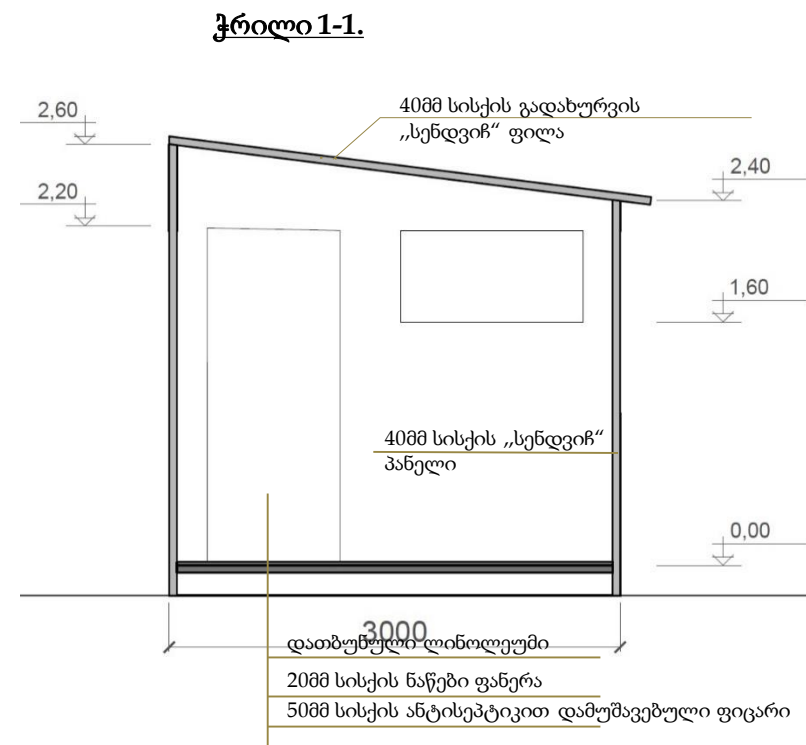 ჭრილი 1-1.
40მმ სისქის გადახურვის
,,სენდვიჩ“ ფილა
2,60
2,40
2,20
1,60
40მმ სისქის ,,სენდვიჩ“
პანელი
0,00
3000
დათბუნული ლინოლეუმი
20მმ სისქის ნაწები ფანერა
50მმ სისქის ანტისეპტიკით დამუშავებული ფიცარი